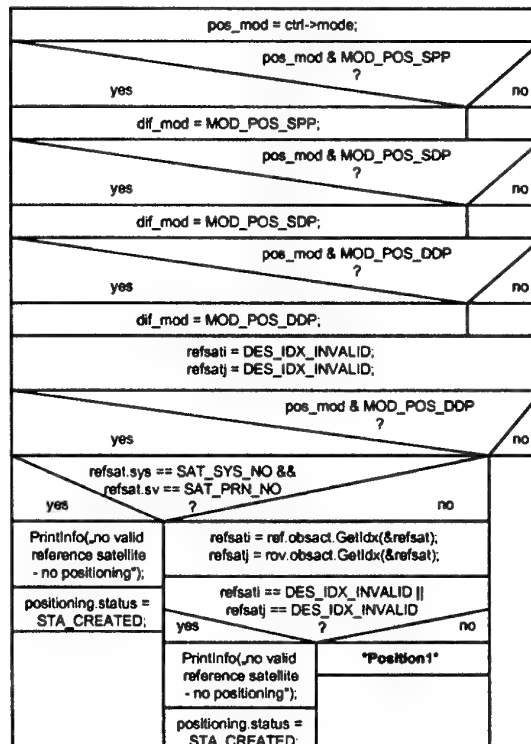 pos_mod = ctrl->mode;
pos_mod & MOD_POS_SPP
?
yes
no
dif_mod = MOD_POS_SPP;
pos_mod & MOD_POS_SDP
?
yes
no
dif_mod = MOD_POS_SDP;
pos_mod & MOD_POS_DDP
?
yes
no
dif_mod = MOD_POS_DDP;
refsati = DES_IDX_INVALID;
refsatj = DES_IDX_INVALID;
pos_mod & MOD_POS_DDP
?
yes
no
refsat.sys == SAT_SYS_NO &&
refsat.sv == SAT_PRN_NO
?
yes
no
PrintInfo(„no valid
reference satellite
- no positioning");
positioning.status =
STA_CREATED;
refsati = ref.obsact.GetIdx(&refsat);
refsatj = rov.obsact.GetIdx(&refsat);
refsati == DES_IDX_INVALID ||
refsatj == DES_IDX_INVALID
?
yes
no
PrintInfo(„no valid
reference satellite
- no positioning");
positioning.status =
STA_CREATED;
"Position1"